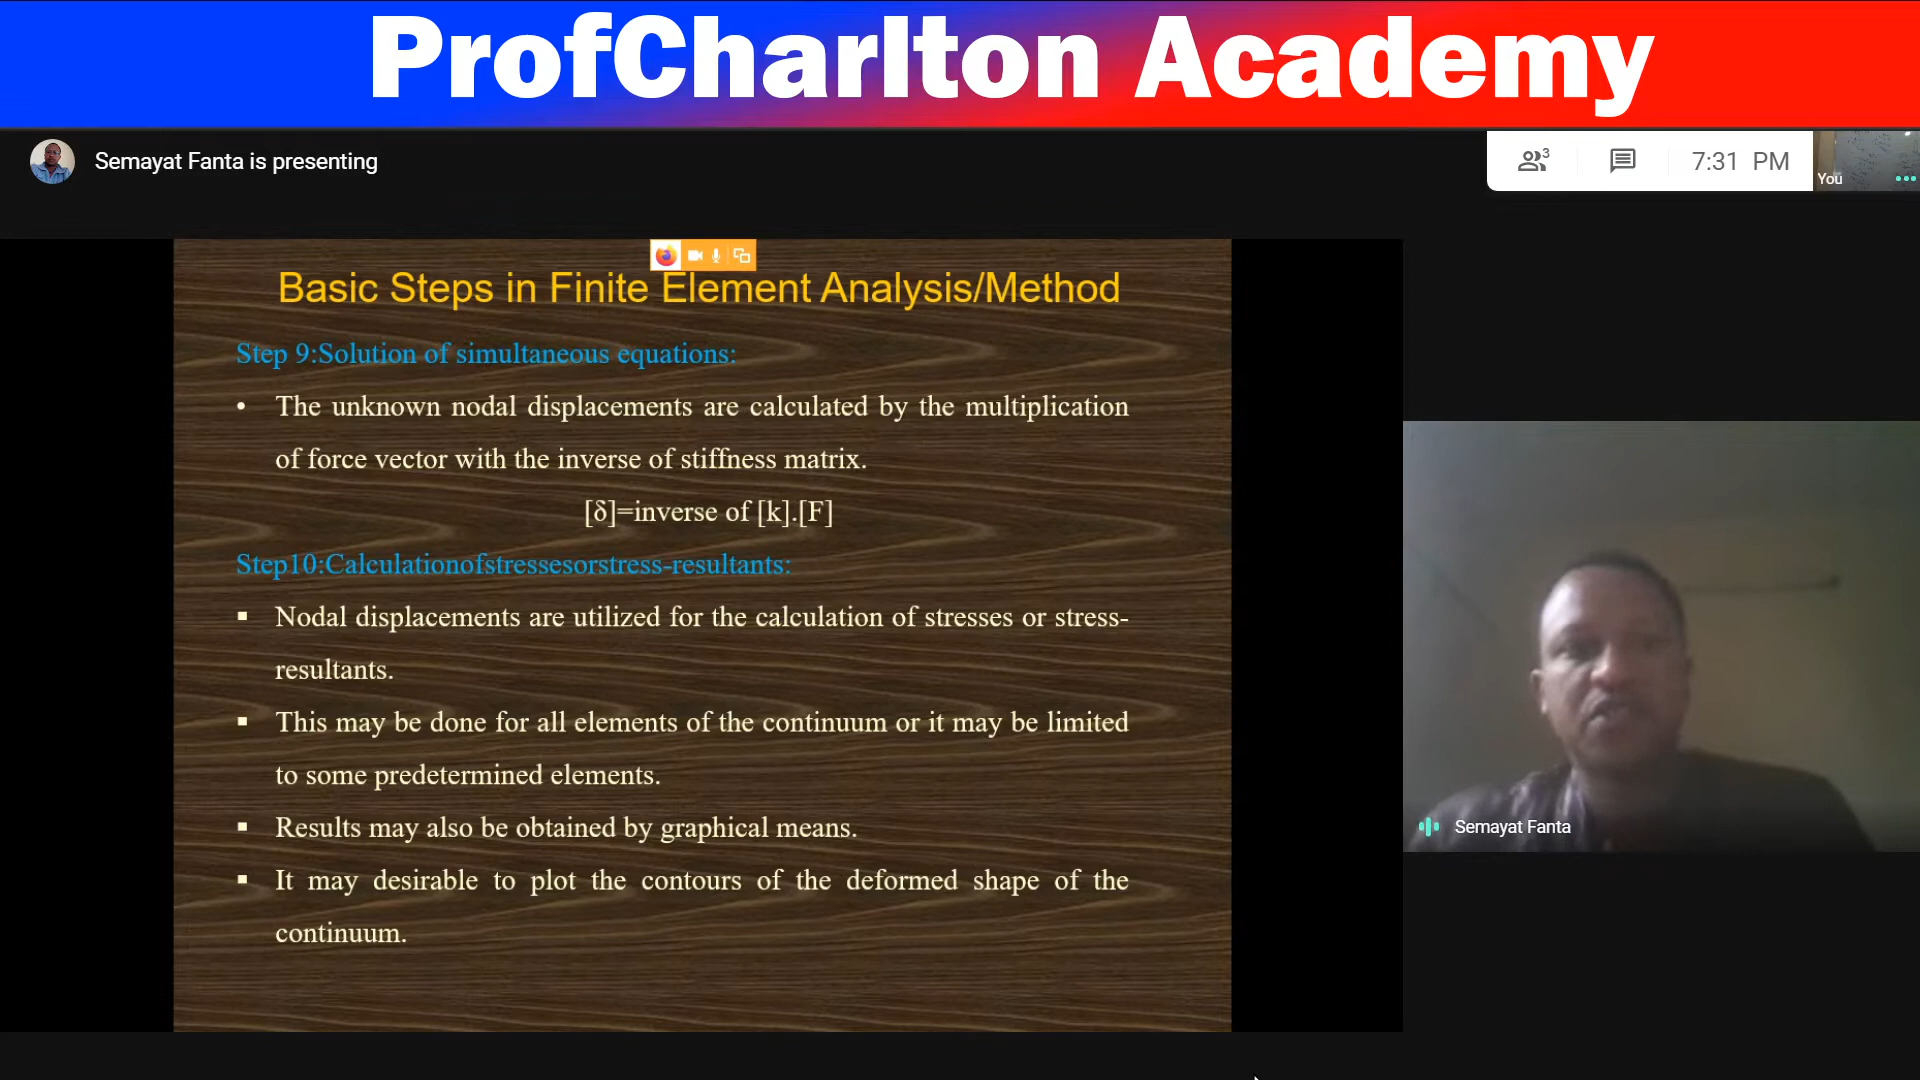 ProfCharlton Academy
Semayat Fanta is presenting
3
7:31 PM
You
Basic Steps in Finite Element Analysis/Method
Step 9:Solution of simultaneous equations:
• The unknown nodal displacements are calculated by the multiplication
of force vector with the inverse of stiffness matrix.
[δ]=inverse of [k].[F]
Step10:Calculationofstressesorstress-resultants:
▪ Nodal displacements are utilized for the calculation of stresses or stress-
resultants.
▪ This may be done for all elements of the continuum or it may be limited
to some predetermined elements.
▪ Results may also be obtained by graphical means.
▪ It may desirable to plot the contours of the deformed shape of the
continuum.
Semayat Fanta